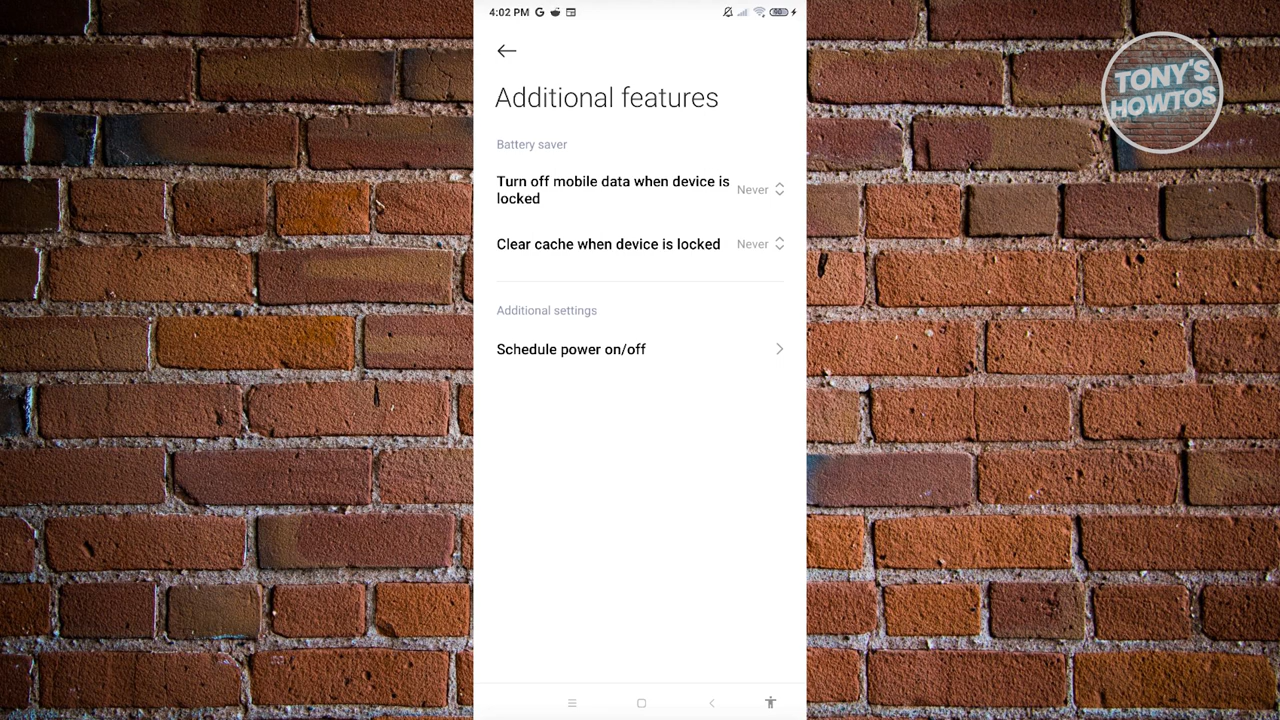 4:02 PM
TONY'S
HOWTOS
Additional features
Battery saver
Turn off mobile data when device is
locked
Never
Clear cache when device is locked
Never
Additional settings
Schedule power on/off